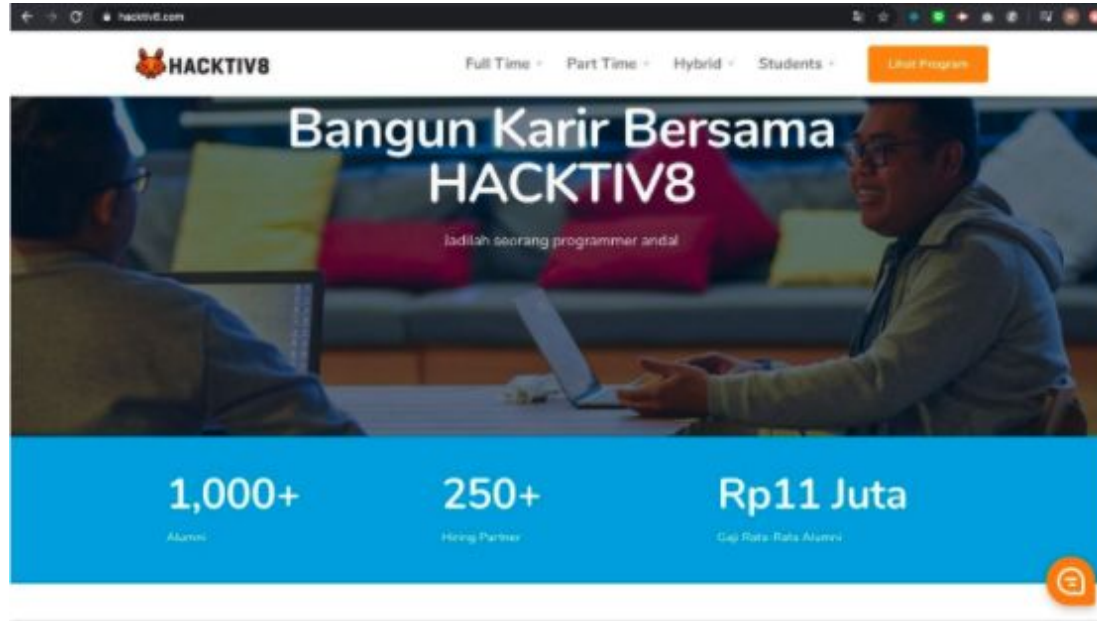 hacktiv8.com
HACKTIV8
Full Time
Part Time
Hybrid
Students
Lihat Program
Bangun Karir Bersama
HACKTIV8
Jadilah seorang programmer andal
1,000+
250+
Rp11 Juta
Alumni
Hiring Partner
Gaji Rata-Rata Alumni